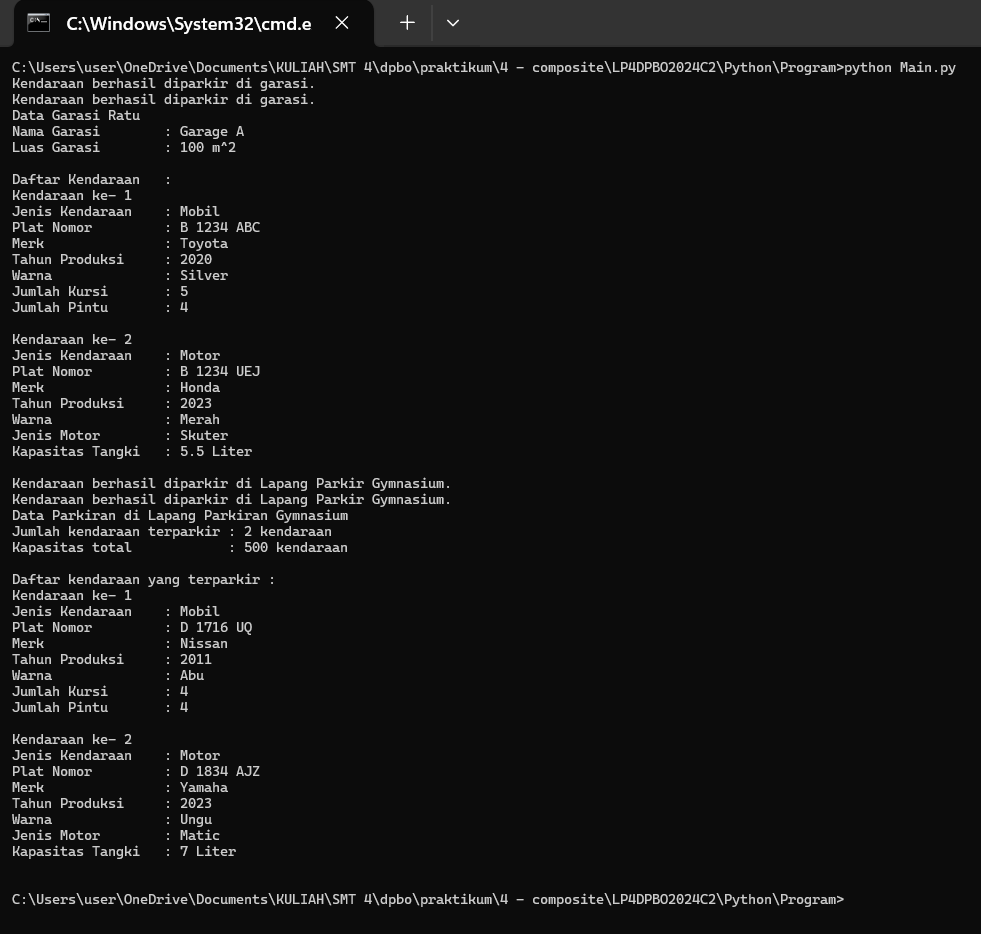 C:\Windows\System32\cmd.e
C:\Users\user\OneDrive\Documents\KULIAH\SMT 4\dpbo\praktikum\4 - composite\LP4DPBO2024C2\Python\Program>python Main.py
Kendaraan berhasil diparkir di garasi.
Kendaraan berhasil diparkir di garasi.
Data Garasi Ratu
Nama Garasi        : Garage A
Luas Garasi        : 100 m^2

Daftar Kendaraan   :
Kendaraan ke- 1
Jenis Kendaraan    : Mobil
Plat Nomor         : B 1234 ABC
Merk               : Toyota
Tahun Produksi     : 2020
Warna              : Silver
Jumlah Kursi       : 5
Jumlah Pintu       : 4

Kendaraan ke- 2
Jenis Kendaraan    : Motor
Plat Nomor         : B 1234 UEJ
Merk               : Honda
Tahun Produksi     : 2023
Warna              : Merah
Jenis Motor        : Skuter
Kapasitas Tangki   : 5.5 Liter

Kendaraan berhasil diparkir di Lapang Parkir Gymnasium.
Kendaraan berhasil diparkir di Lapang Parkir Gymnasium.
Data Parkiran di Lapang Parkiran Gymnasium
Jumlah kendaraan terparkir : 2 kendaraan
Kapasitas total            : 500 kendaraan

Daftar kendaraan yang terparkir :
Kendaraan ke- 1
Jenis Kendaraan    : Mobil
Plat Nomor         : D 1716 UQ
Merk               : Nissan
Tahun Produksi     : 2011
Warna              : Abu
Jumlah Kursi       : 4
Jumlah Pintu       : 4

Kendaraan ke- 2
Jenis Kendaraan    : Motor
Plat Nomor         : D 1834 AJZ
Merk               : Yamaha
Tahun Produksi     : 2023
Warna              : Ungu
Jenis Motor        : Matic
Kapasitas Tangki   : 7 Liter

C:\Users\user\OneDrive\Documents\KULIAH\SMT 4\dpbo\praktikum\4 - composite\LP4DPBO2024C2\Python\Program>